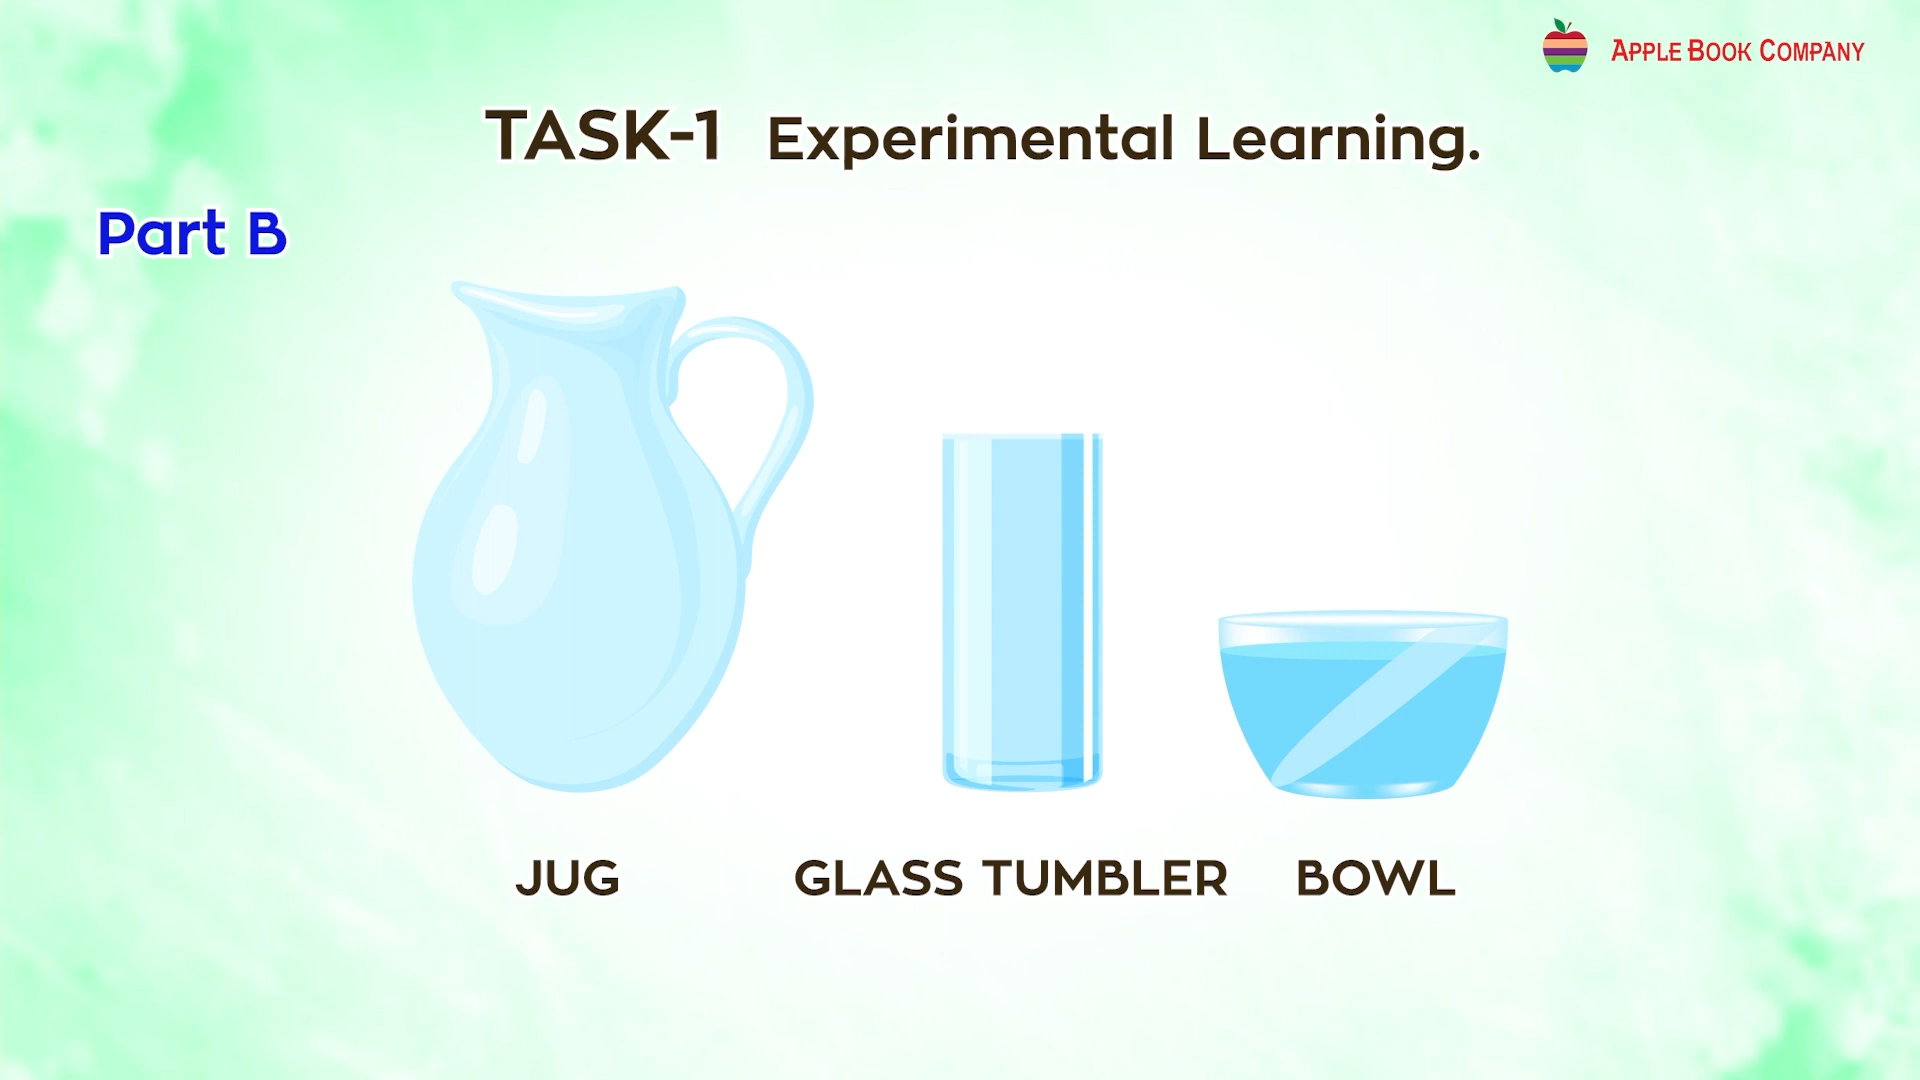 APPLE BOOK COMPANY
TASK-1 Experimental Learning.
Part B
JUG GLASS TUMBLER BOWL